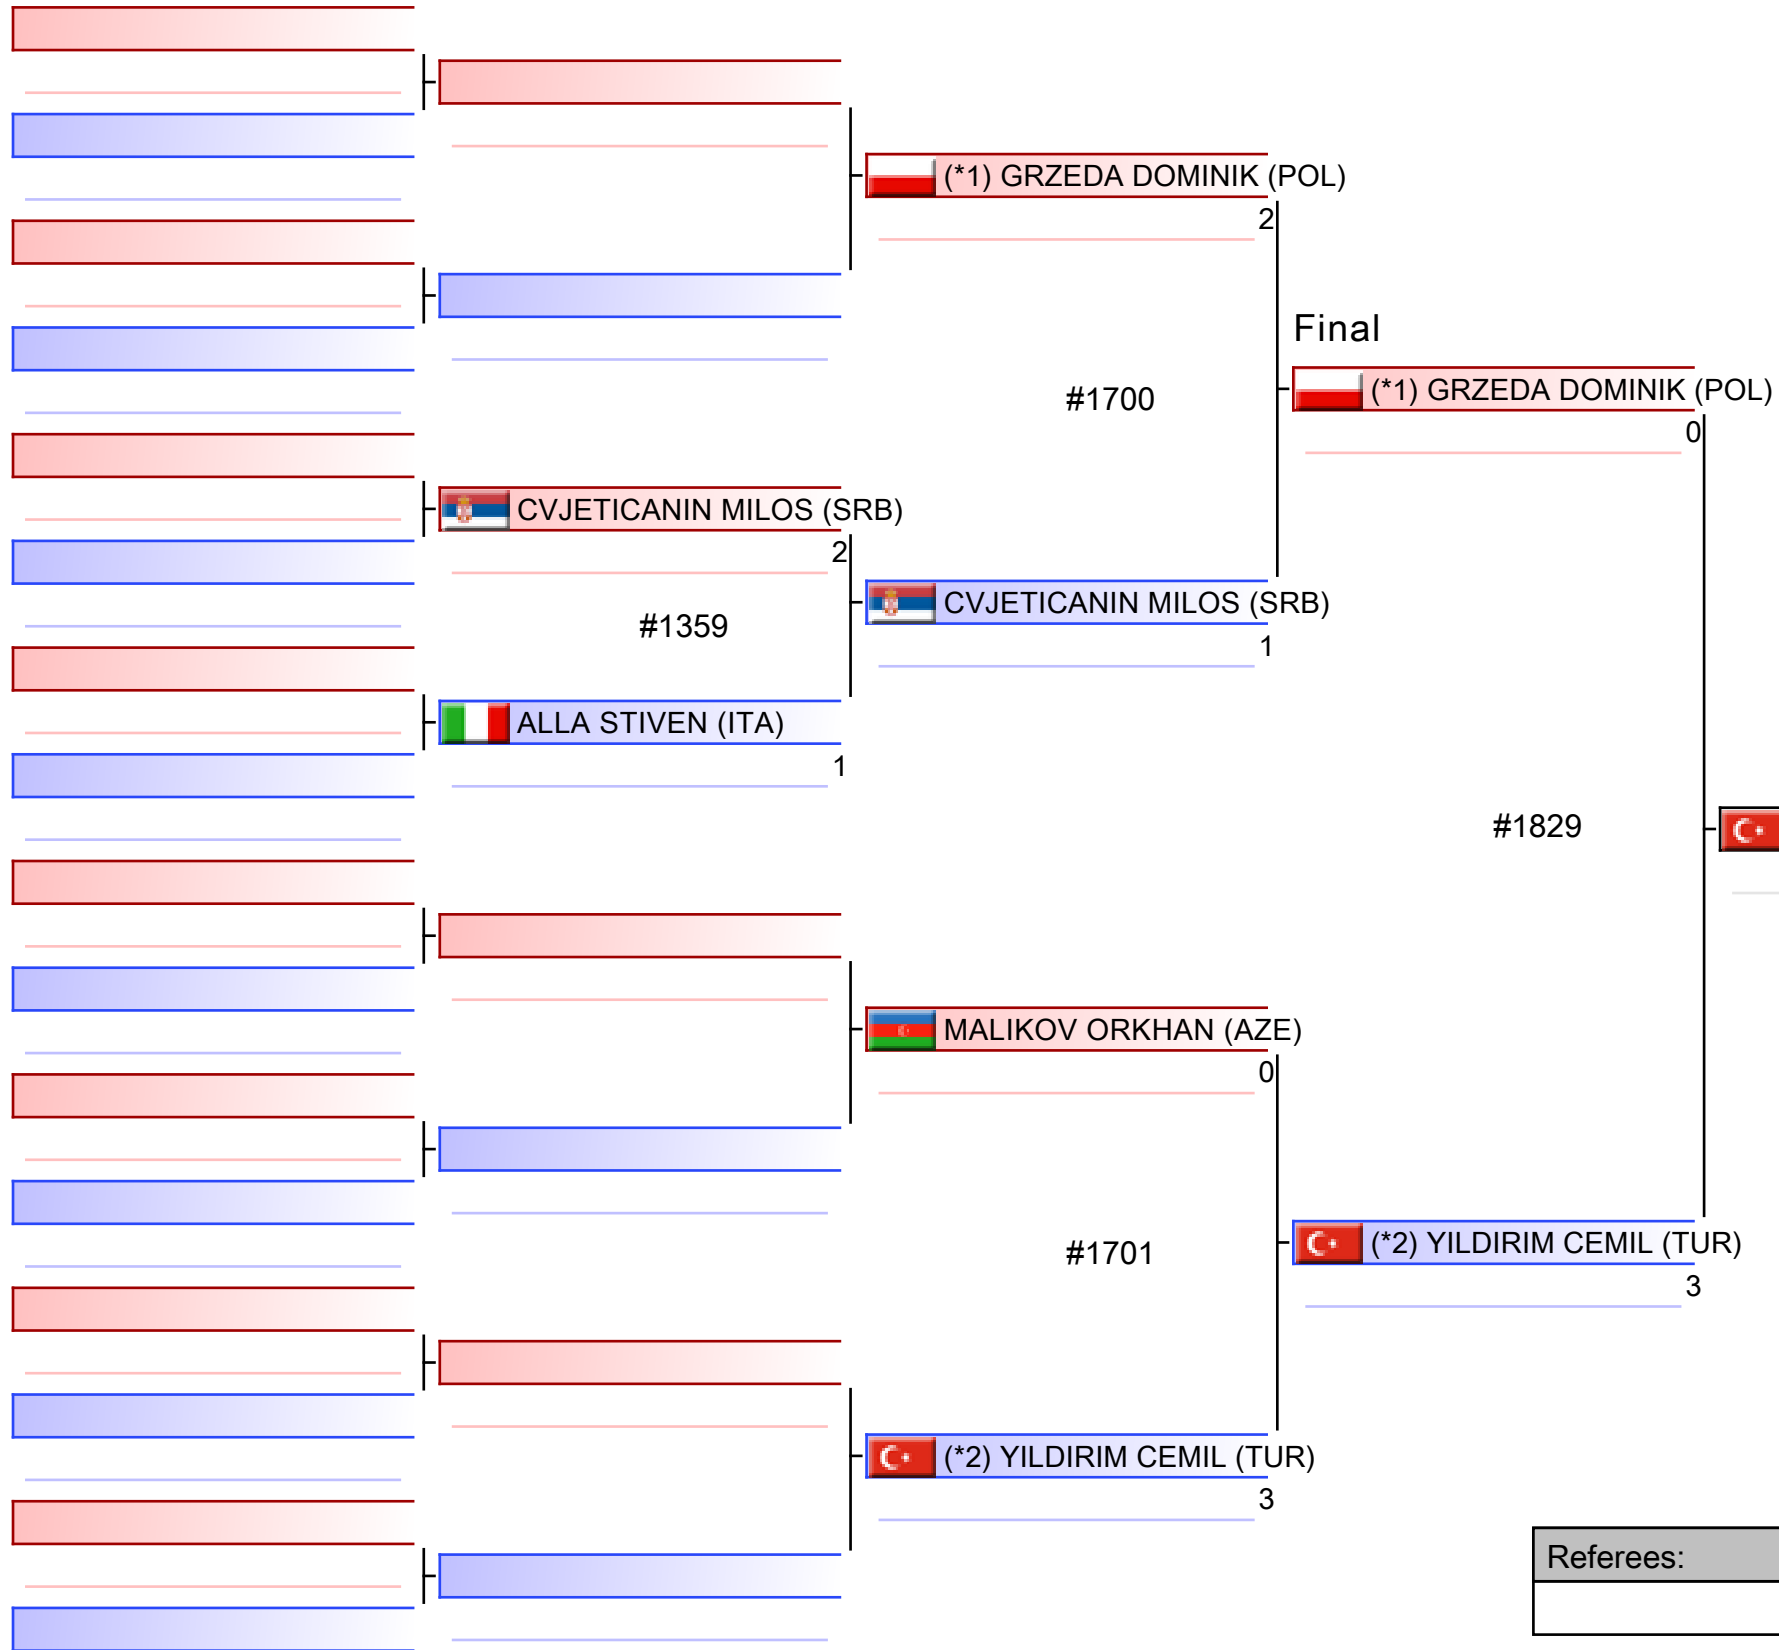 (*1) GRZEDA DOMINIK (POL)
2
Final
#1700
(*1) GRZEDA DOMINIK (POL)
0
CVJETICANIN MILOS (SRB)
2
CVJETICANIN MILOS (SRB)
#1359
1
ALLA STIVEN (ITA)
1
#1829
MALIKOV ORKHAN (AZE)
0
#1701
(*2) YILDIRIM CEMIL (TUR)
3
(*2) YILDIRIM CEMIL (TUR)
3
Referees: